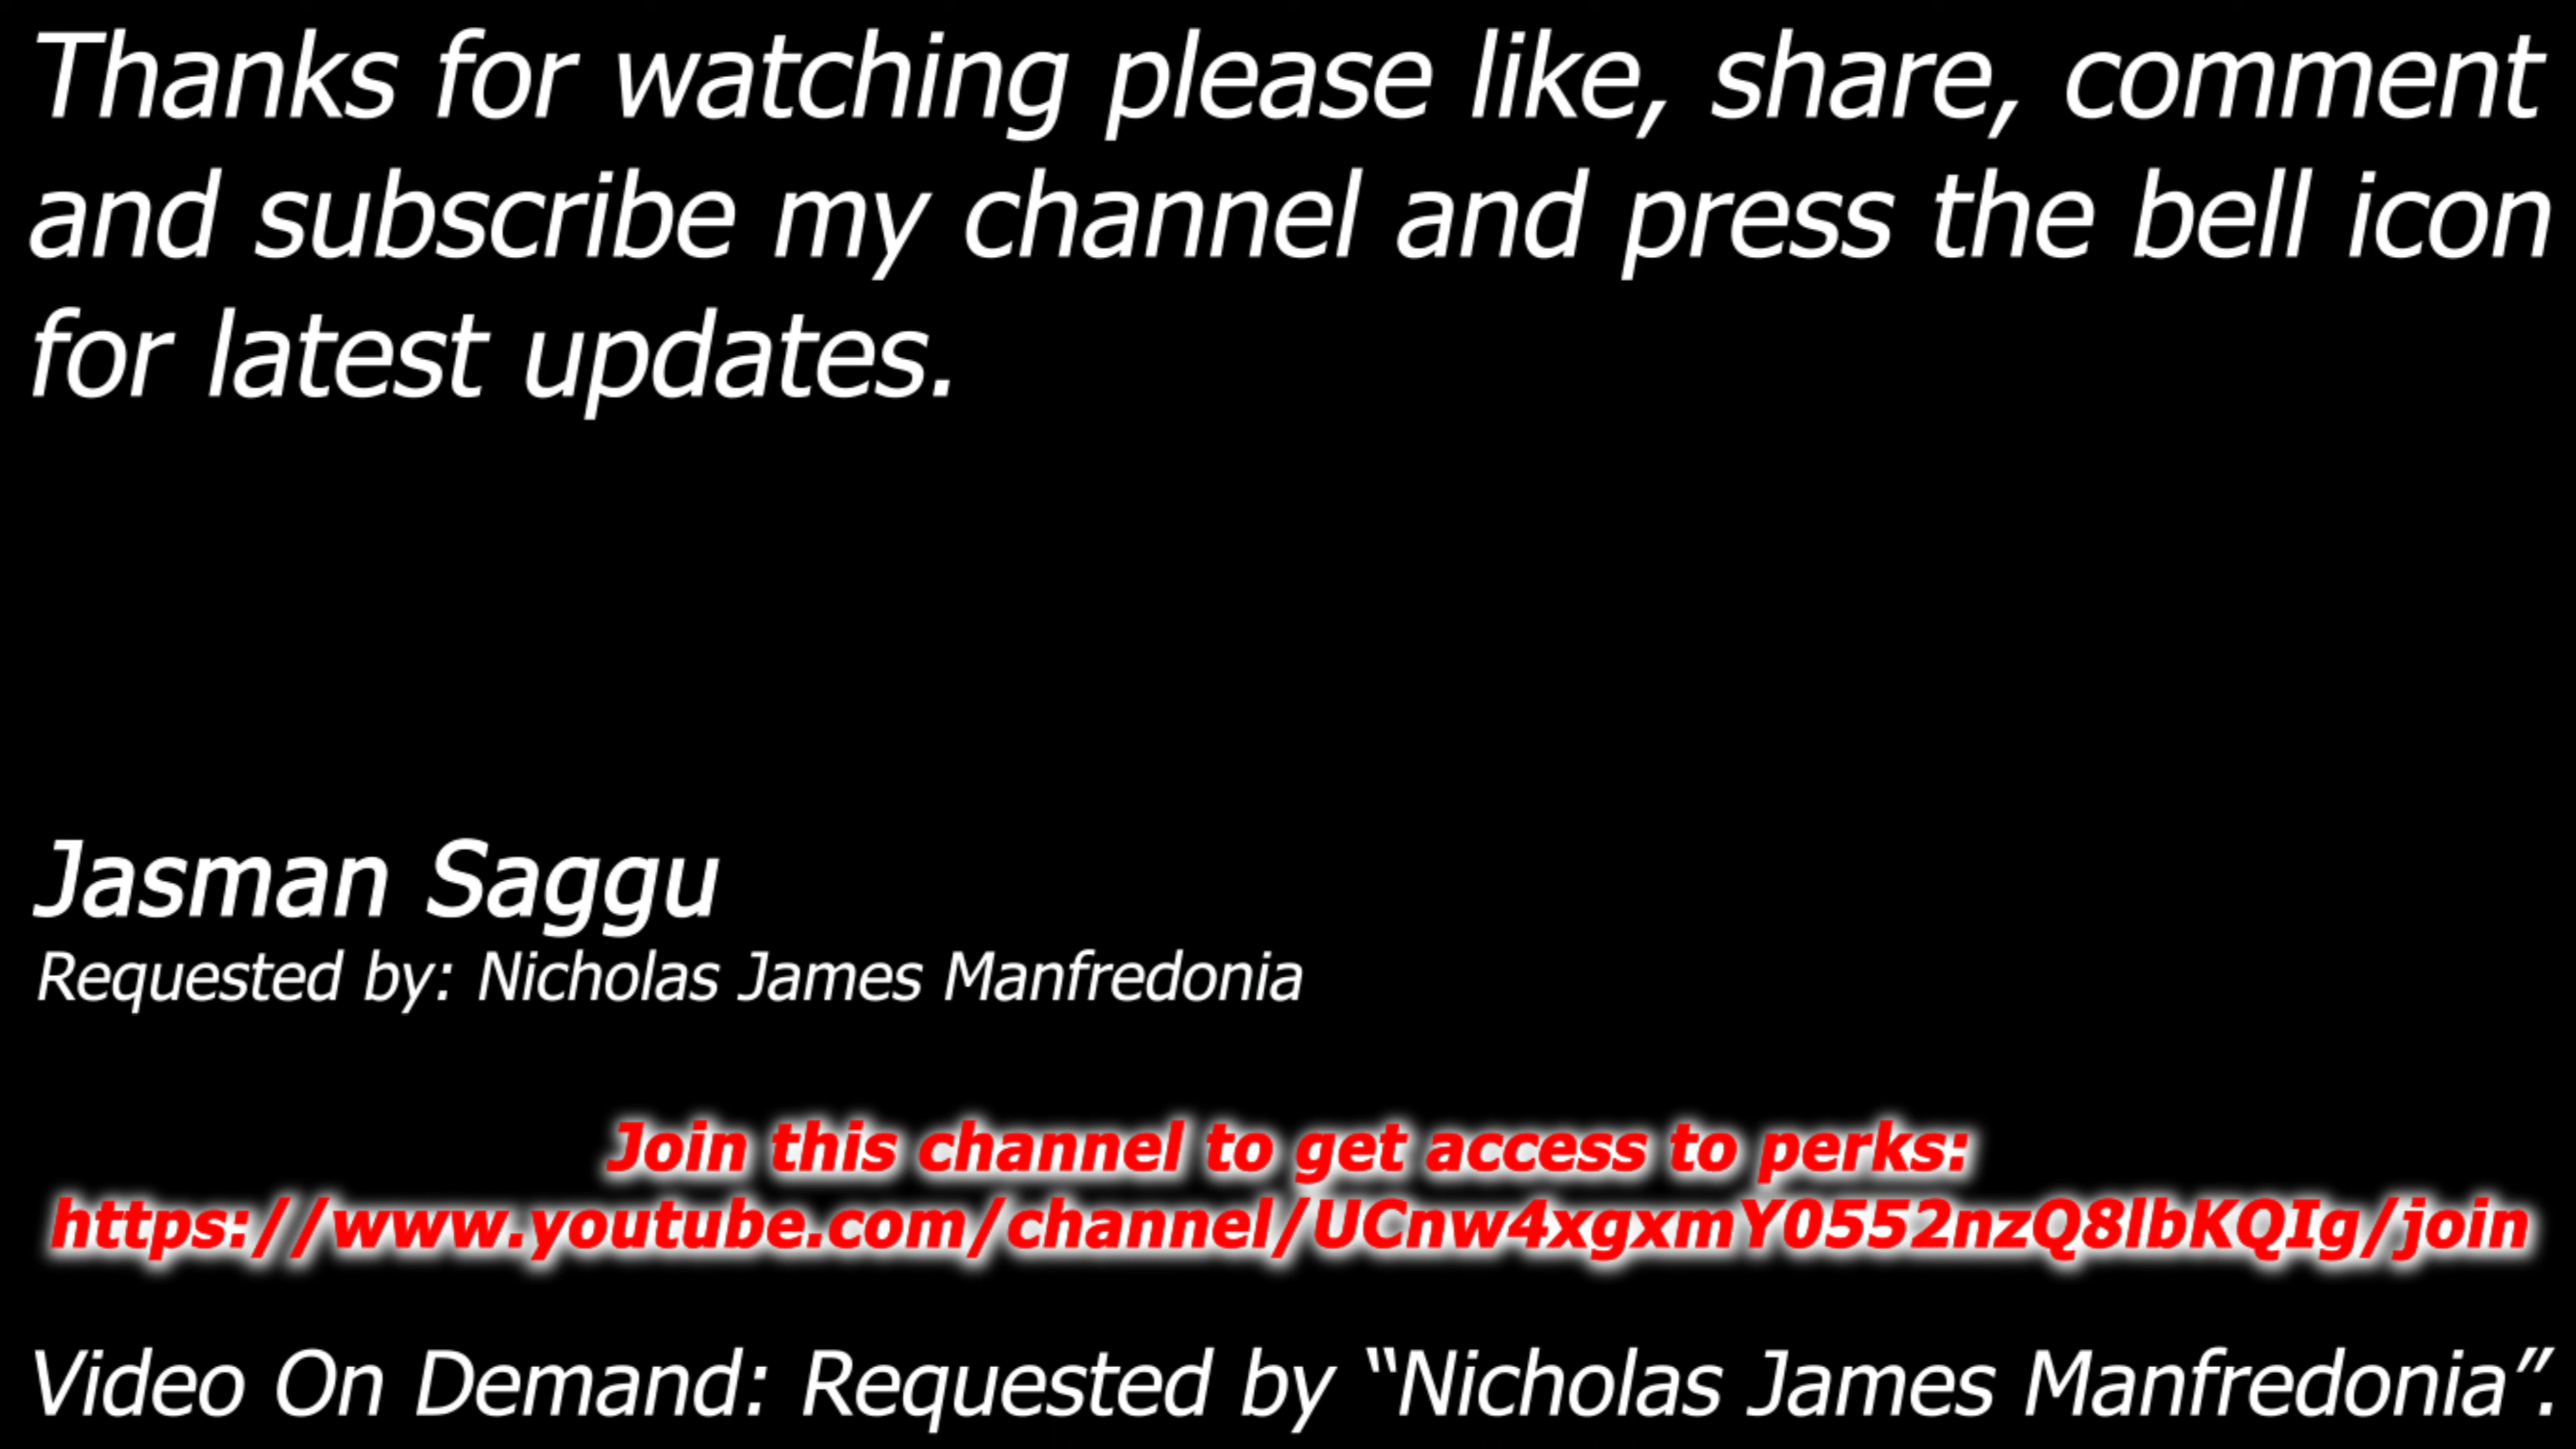 Thanks for watching please like, share, comment
and subscribe my channel and press the bell icon
for latest updates.
Jasman Saggu
Requested by: Nicholas James Manfredonia
Join this channel to get access to perks:
https://www.youtube.com/channel/UCnw4xgxmY0552nzQ8lbKQIg/join
Video On Demand: Requested by “Nicholas James Manfredonia”.